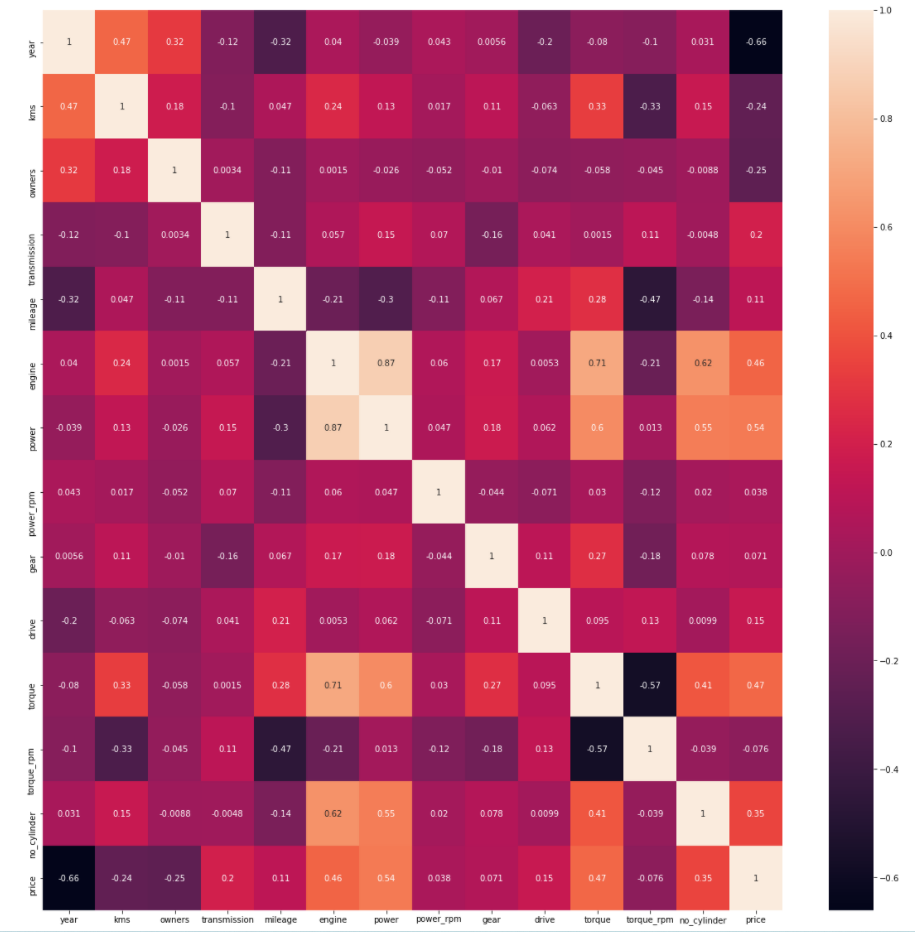 year 1 0.47 0.32 -0.12 -0.32 0.04 -0.039 0.043 0.0056 -0.2 -0.08 -0.1 0.031 -0.66
kms 0.47 1 0.18 -0.1 0.047 0.24 0.13 0.017 0.11 -0.063 0.33 -0.33 0.15 -0.24
owners 0.32 0.18 1 0.0034 -0.11 0.0015 -0.026 -0.052 -0.01 -0.074 -0.058 -0.045 -0.0088 -0.25
transmission -0.12 -0.1 0.0034 1 -0.11 0.057 0.15 0.07 -0.16 0.041 0.0015 0.11 -0.0048 0.2
mileage -0.32 0.047 -0.11 -0.11 1 -0.21 -0.3 -0.11 0.067 0.21 0.28 -0.47 -0.14 0.11
engine 0.04 0.24 0.0015 0.057 -0.21 1 0.87 0.06 0.17 0.0053 0.71 -0.21 0.62 0.46
power -0.039 0.13 -0.026 0.15 -0.3 0.87 1 0.047 0.18 0.062 0.6 0.013 0.55 0.54
power_rpm 0.043 0.017 -0.052 0.07 -0.11 0.06 0.047 1 -0.044 -0.071 0.03 -0.12 0.02 0.038
gear 0.0056 0.11 -0.01 -0.16 0.067 0.17 0.18 -0.044 1 0.11 0.27 -0.18 0.078 0.071
drive -0.2 -0.063 -0.074 0.041 0.21 0.0053 0.062 -0.071 0.11 1 0.095 0.13 0.0099 0.15
torque -0.08 0.33 -0.058 0.0015 0.28 0.71 0.6 0.03 0.27 0.095 1 -0.57 0.41 0.47
torque_rpm -0.1 -0.33 -0.045 0.11 -0.47 -0.21 0.013 -0.12 -0.18 0.13 -0.57 1 -0.039 -0.076
no_cylinder 0.031 0.15 -0.0088 -0.0048 -0.14 0.62 0.55 0.02 0.078 0.0099 0.41 -0.039 1 0.35
price -0.66 -0.24 -0.25 0.2 0.11 0.46 0.54 0.038 0.071 0.15 0.47 -0.076 0.35 1
year kms owners transmission mileage engine power power_rpm gear drive torque torque_rpm no_cylinder price
1.0
0.8
0.6
0.4
0.2
0.0
−0.2
−0.4
−0.6